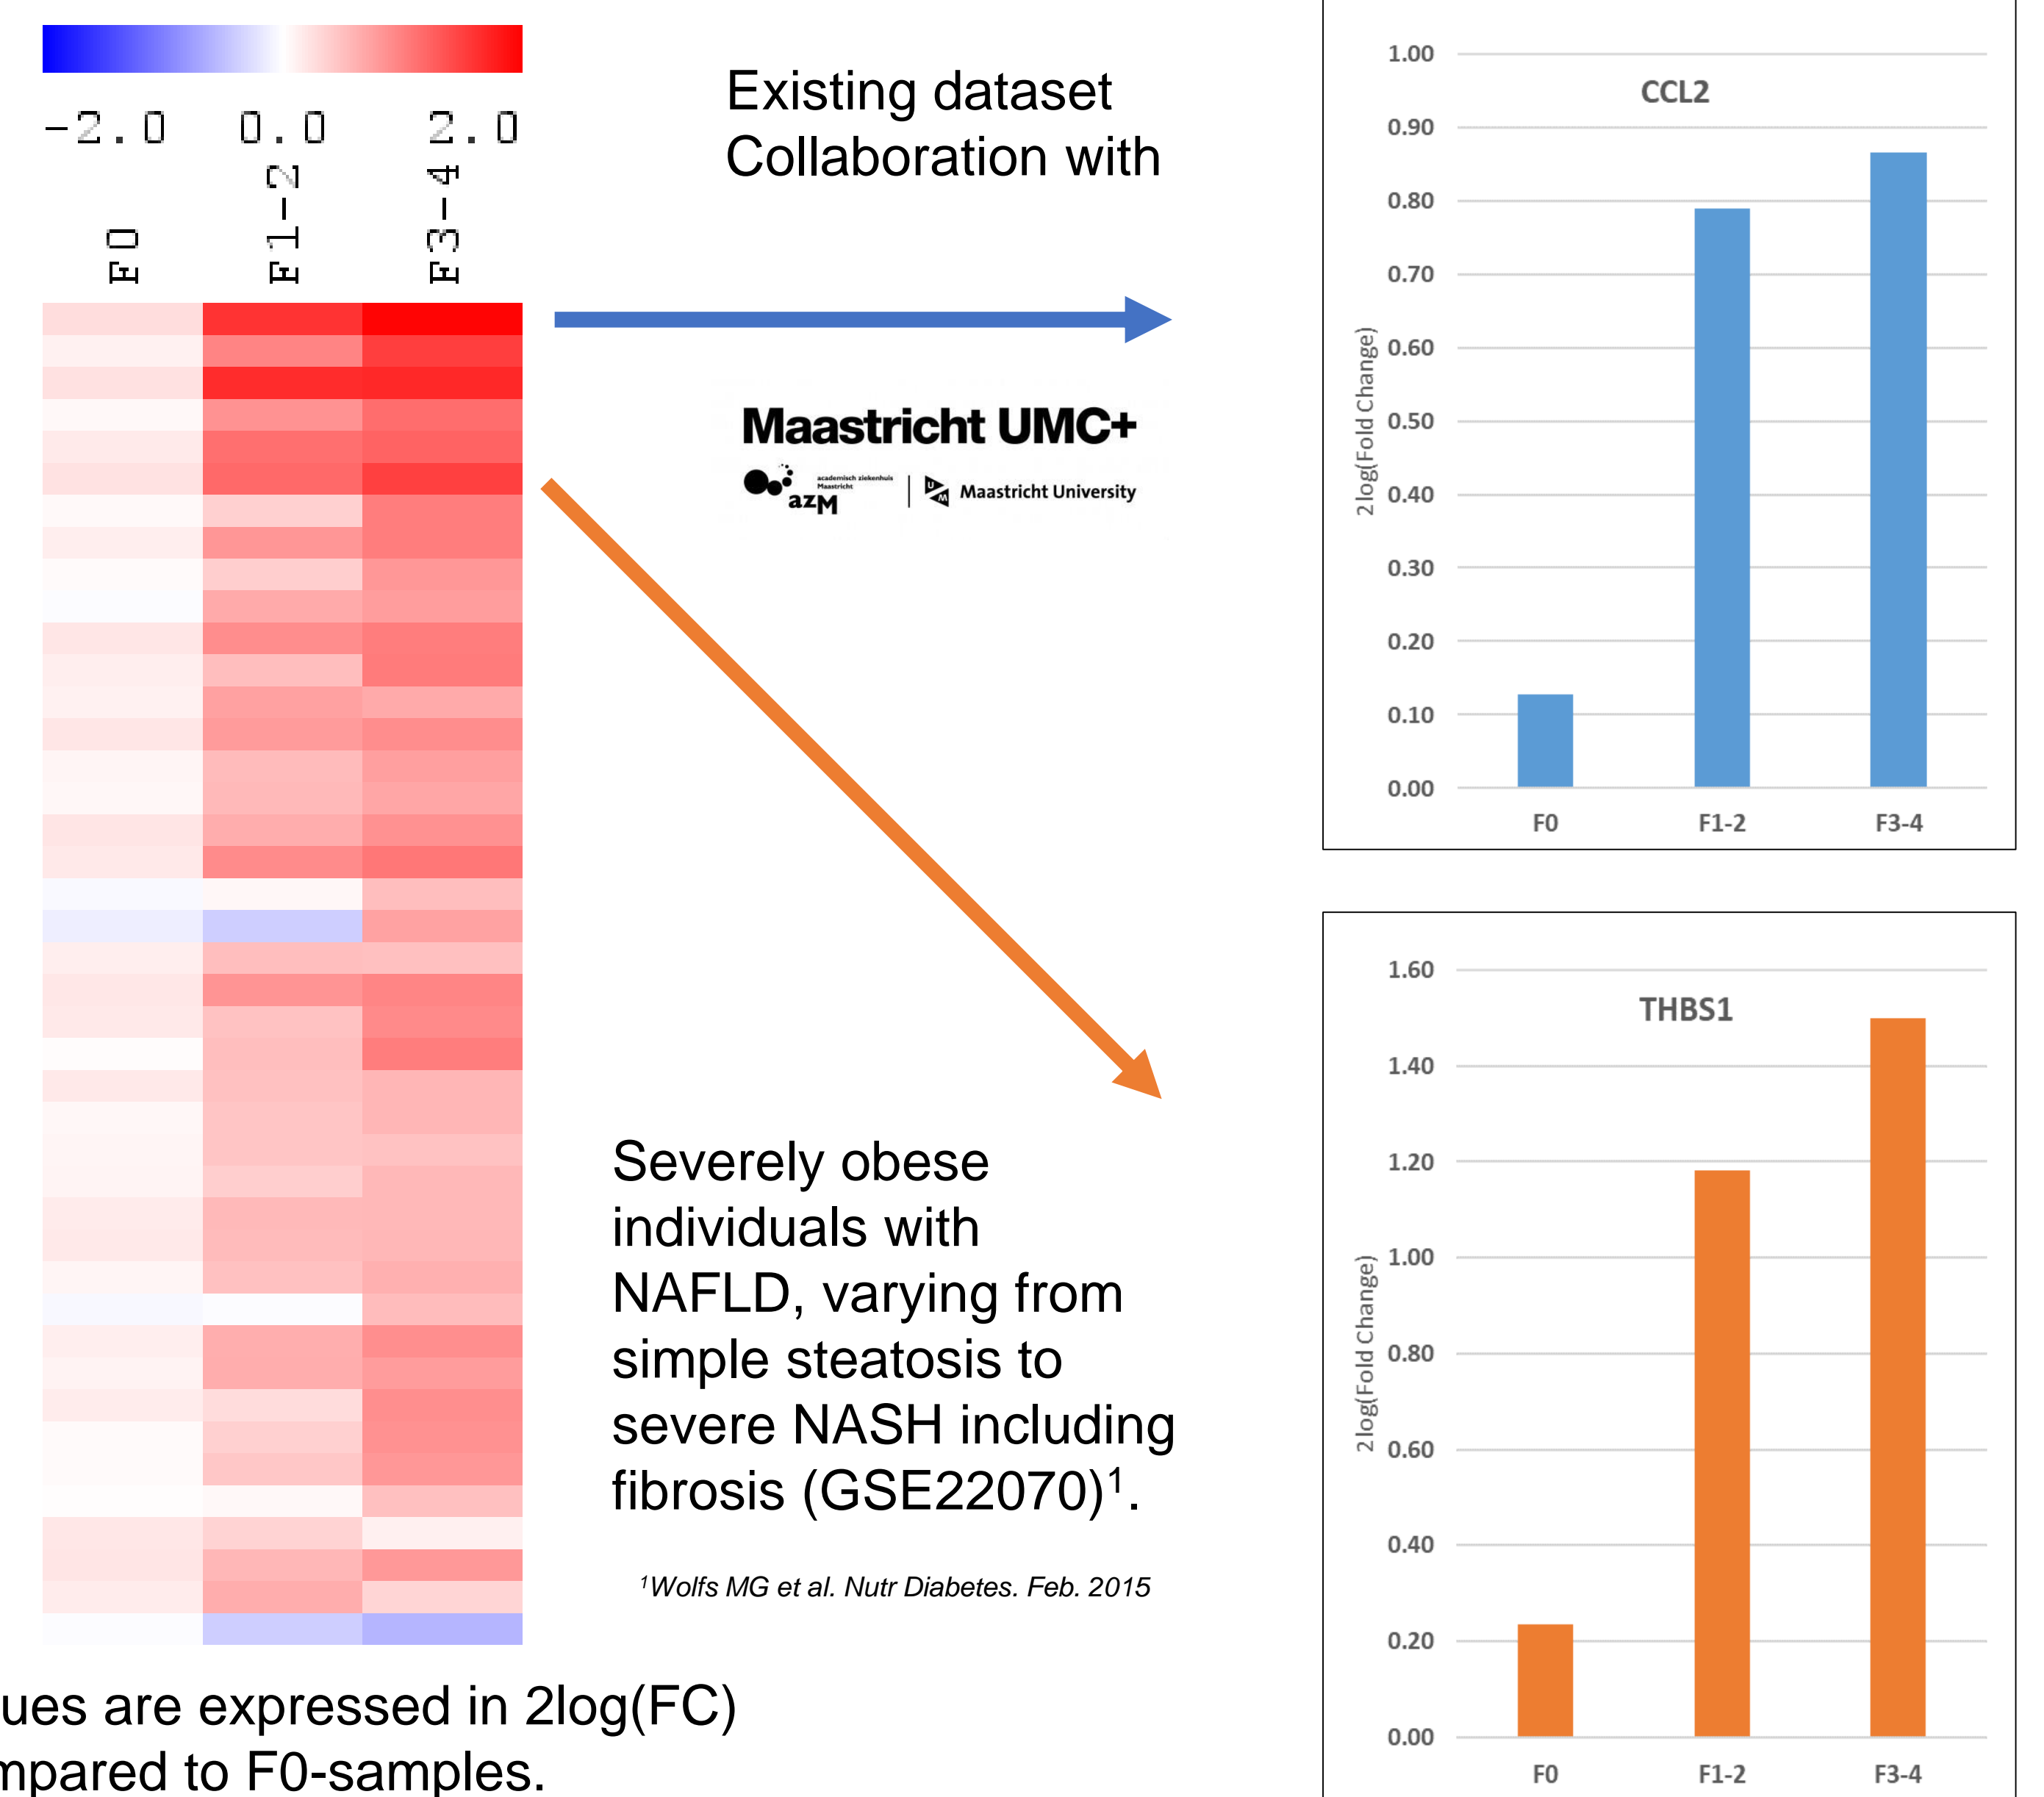 -2.0 0.0 2.0
F0 F1-2 F3-4
Existing dataset
Collaboration with
Maastricht UMC+
academisch ziekenhuis
Maastricht
azM
UM
Maastricht University
Severely obese
individuals with
NAFLD, varying from
simple steatosis to
severe NASH including
fibrosis (GSE22070)¹.
¹Wolfs MG et al. Nutr Diabetes. Feb. 2015
ues are expressed in 2log(FC)
mpared to F0-samples.
CCL2
2log(Fold Change)
1.00
0.90
0.80
0.70
0.60
0.50
0.40
0.30
0.20
0.10
0.00
F0 F1-2 F3-4
THBS1
2log(Fold Change)
1.60
1.40
1.20
1.00
0.80
0.60
0.40
0.20
0.00
F0 F1-2 F3-4